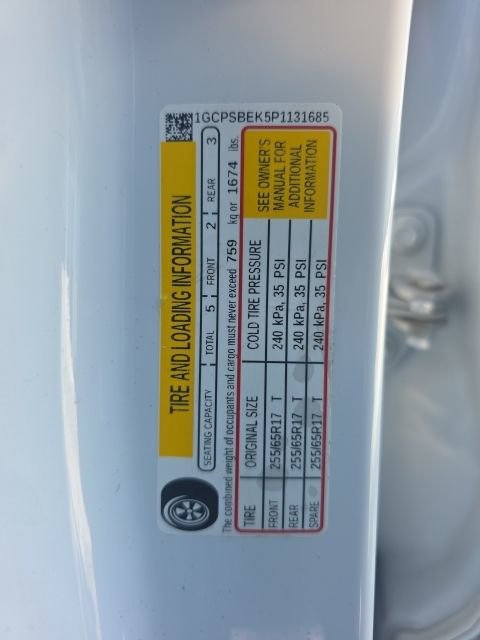 1GCPSBEK5P1131685
TIRE AND LOADING INFORMATION
SEATING CAPACITY TOTAL 5 FRONT 2 REAR 3
The combined weight of occupants and cargo must never exceed 759 kg or 1674 lbs.
TIRE ORIGINAL SIZE COLD TIRE PRESSURE
FRONT 255/65R17 T 240 kPa, 35 PSI
REAR 255/65R17 T 240 kPa, 35 PSI
SPARE 255/65R17 T 240 kPa, 35 PSI
SEE OWNER'S
MANUAL FOR
ADDITIONAL
INFORMATION